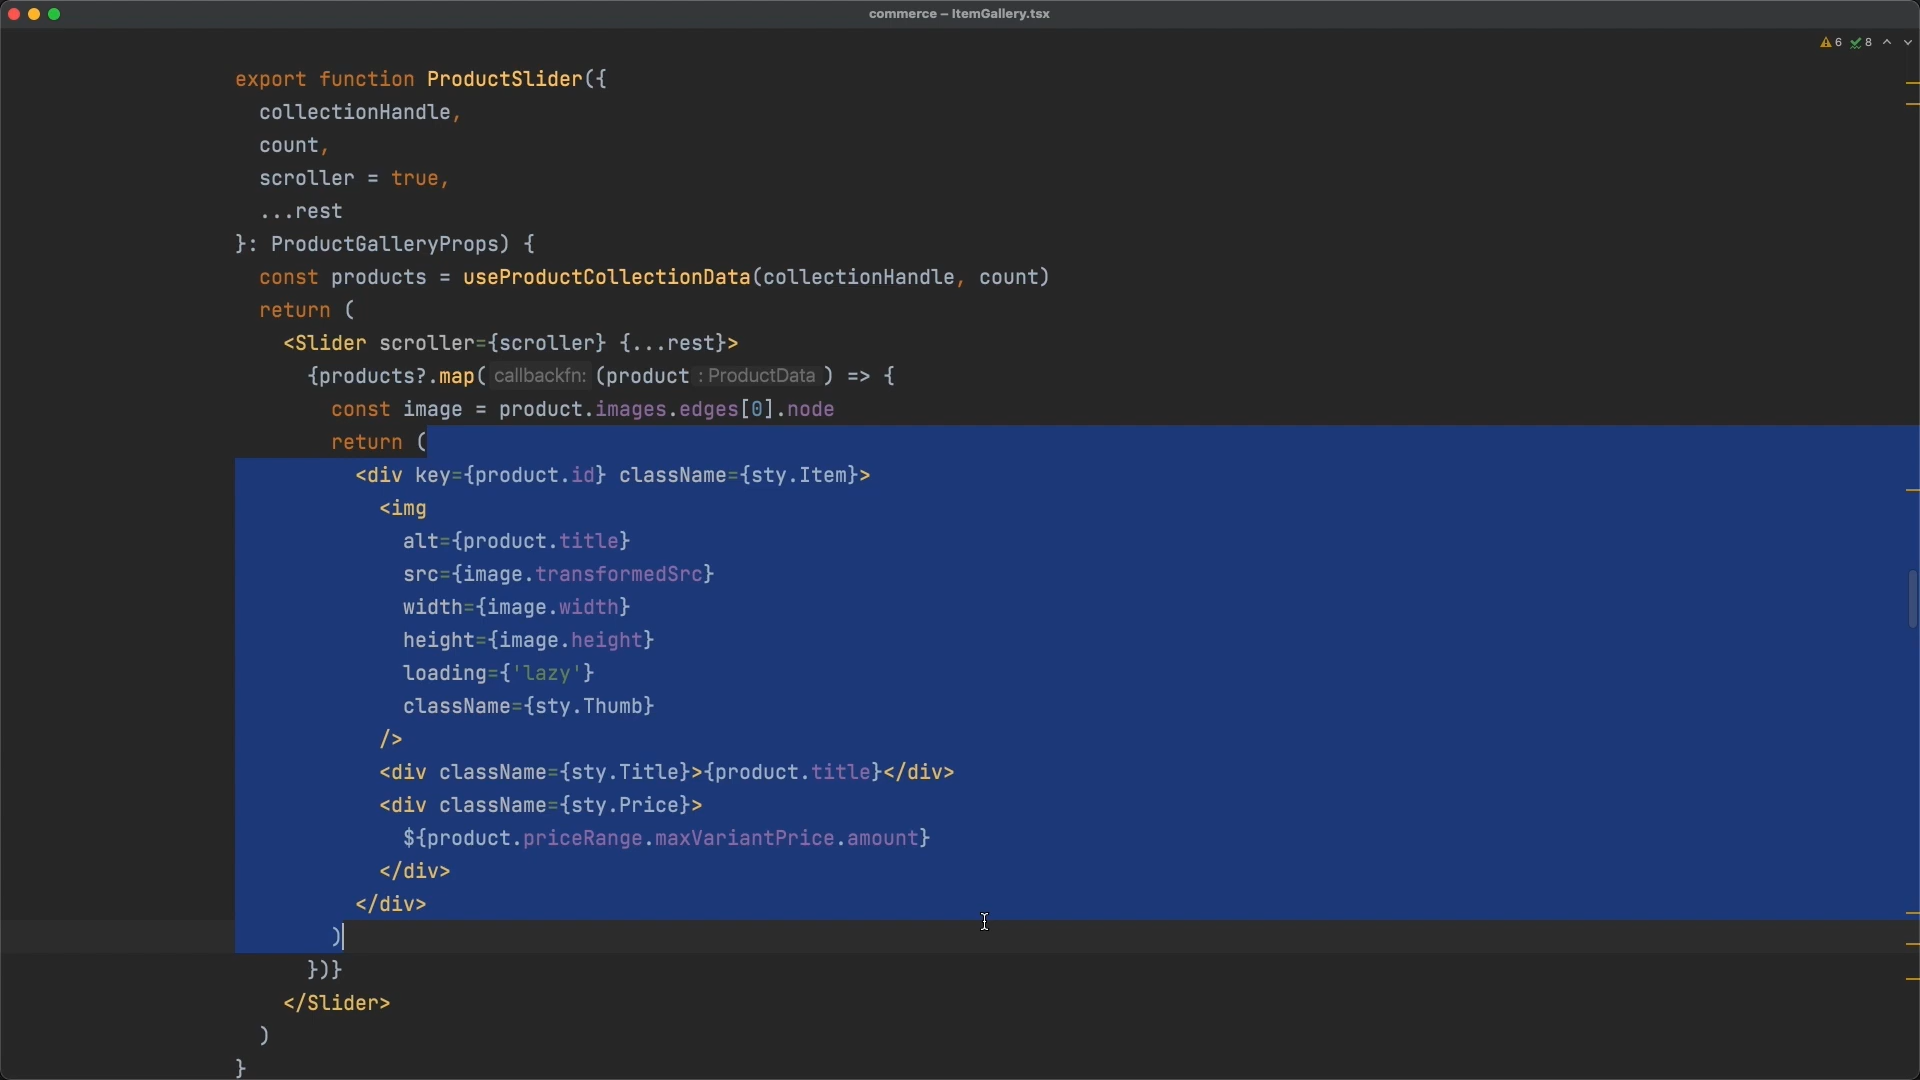 commerce – ItemGallery.tsx
6 8
export function ProductSlider({
collectionHandle,
count,
scroller = true,
...rest
}: ProductGalleryProps) {
const products = useProductCollectionData(collectionHandle, count)
return (
<Slider scroller={scroller} {...rest}>
{products?.map( callbackfn: (product : ProductData ) => {
const image = product.images.edges[0].node
return (
<div key={product.id} className={sty.Item}>
<img
alt={product.title}
src={image.transformedSrc}
width={image.width}
height={image.height}
loading={'lazy'}
className={sty.Thumb}
/>
<div className={sty.Title}>{product.title}</div>
<div className={sty.Price}>
${product.priceRange.maxVariantPrice.amount}
</div>
</div>
)
})}
</Slider>
)
}